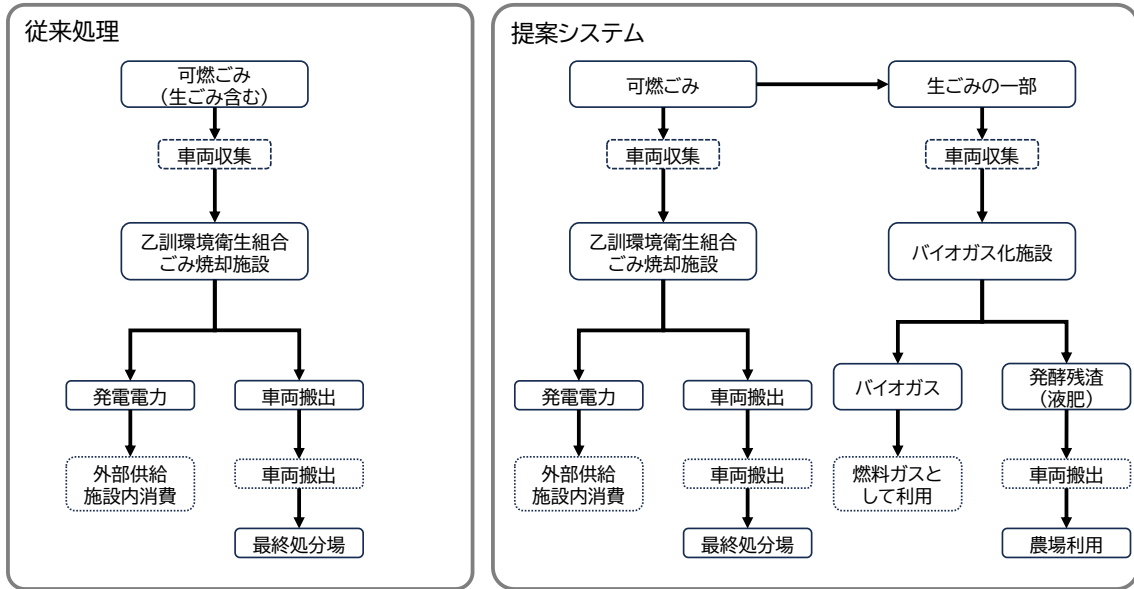 従来処理
可燃ごみ
（生ごみ含む）
車両収集
乙訓環境衛生組合
ごみ焼却施設
発電電力
車両搬出
外部供給
施設内消費
車両搬出
最終処分場
提案システム
可燃ごみ
生ごみの一部
車両収集
車両収集
乙訓環境衛生組合
ごみ焼却施設
バイオガス化施設
発電電力
車両搬出
バイオガス
発酵残渣
（液肥）
外部供給
施設内消費
車両搬出
燃料ガスと
して利用
車両搬出
最終処分場
農場利用